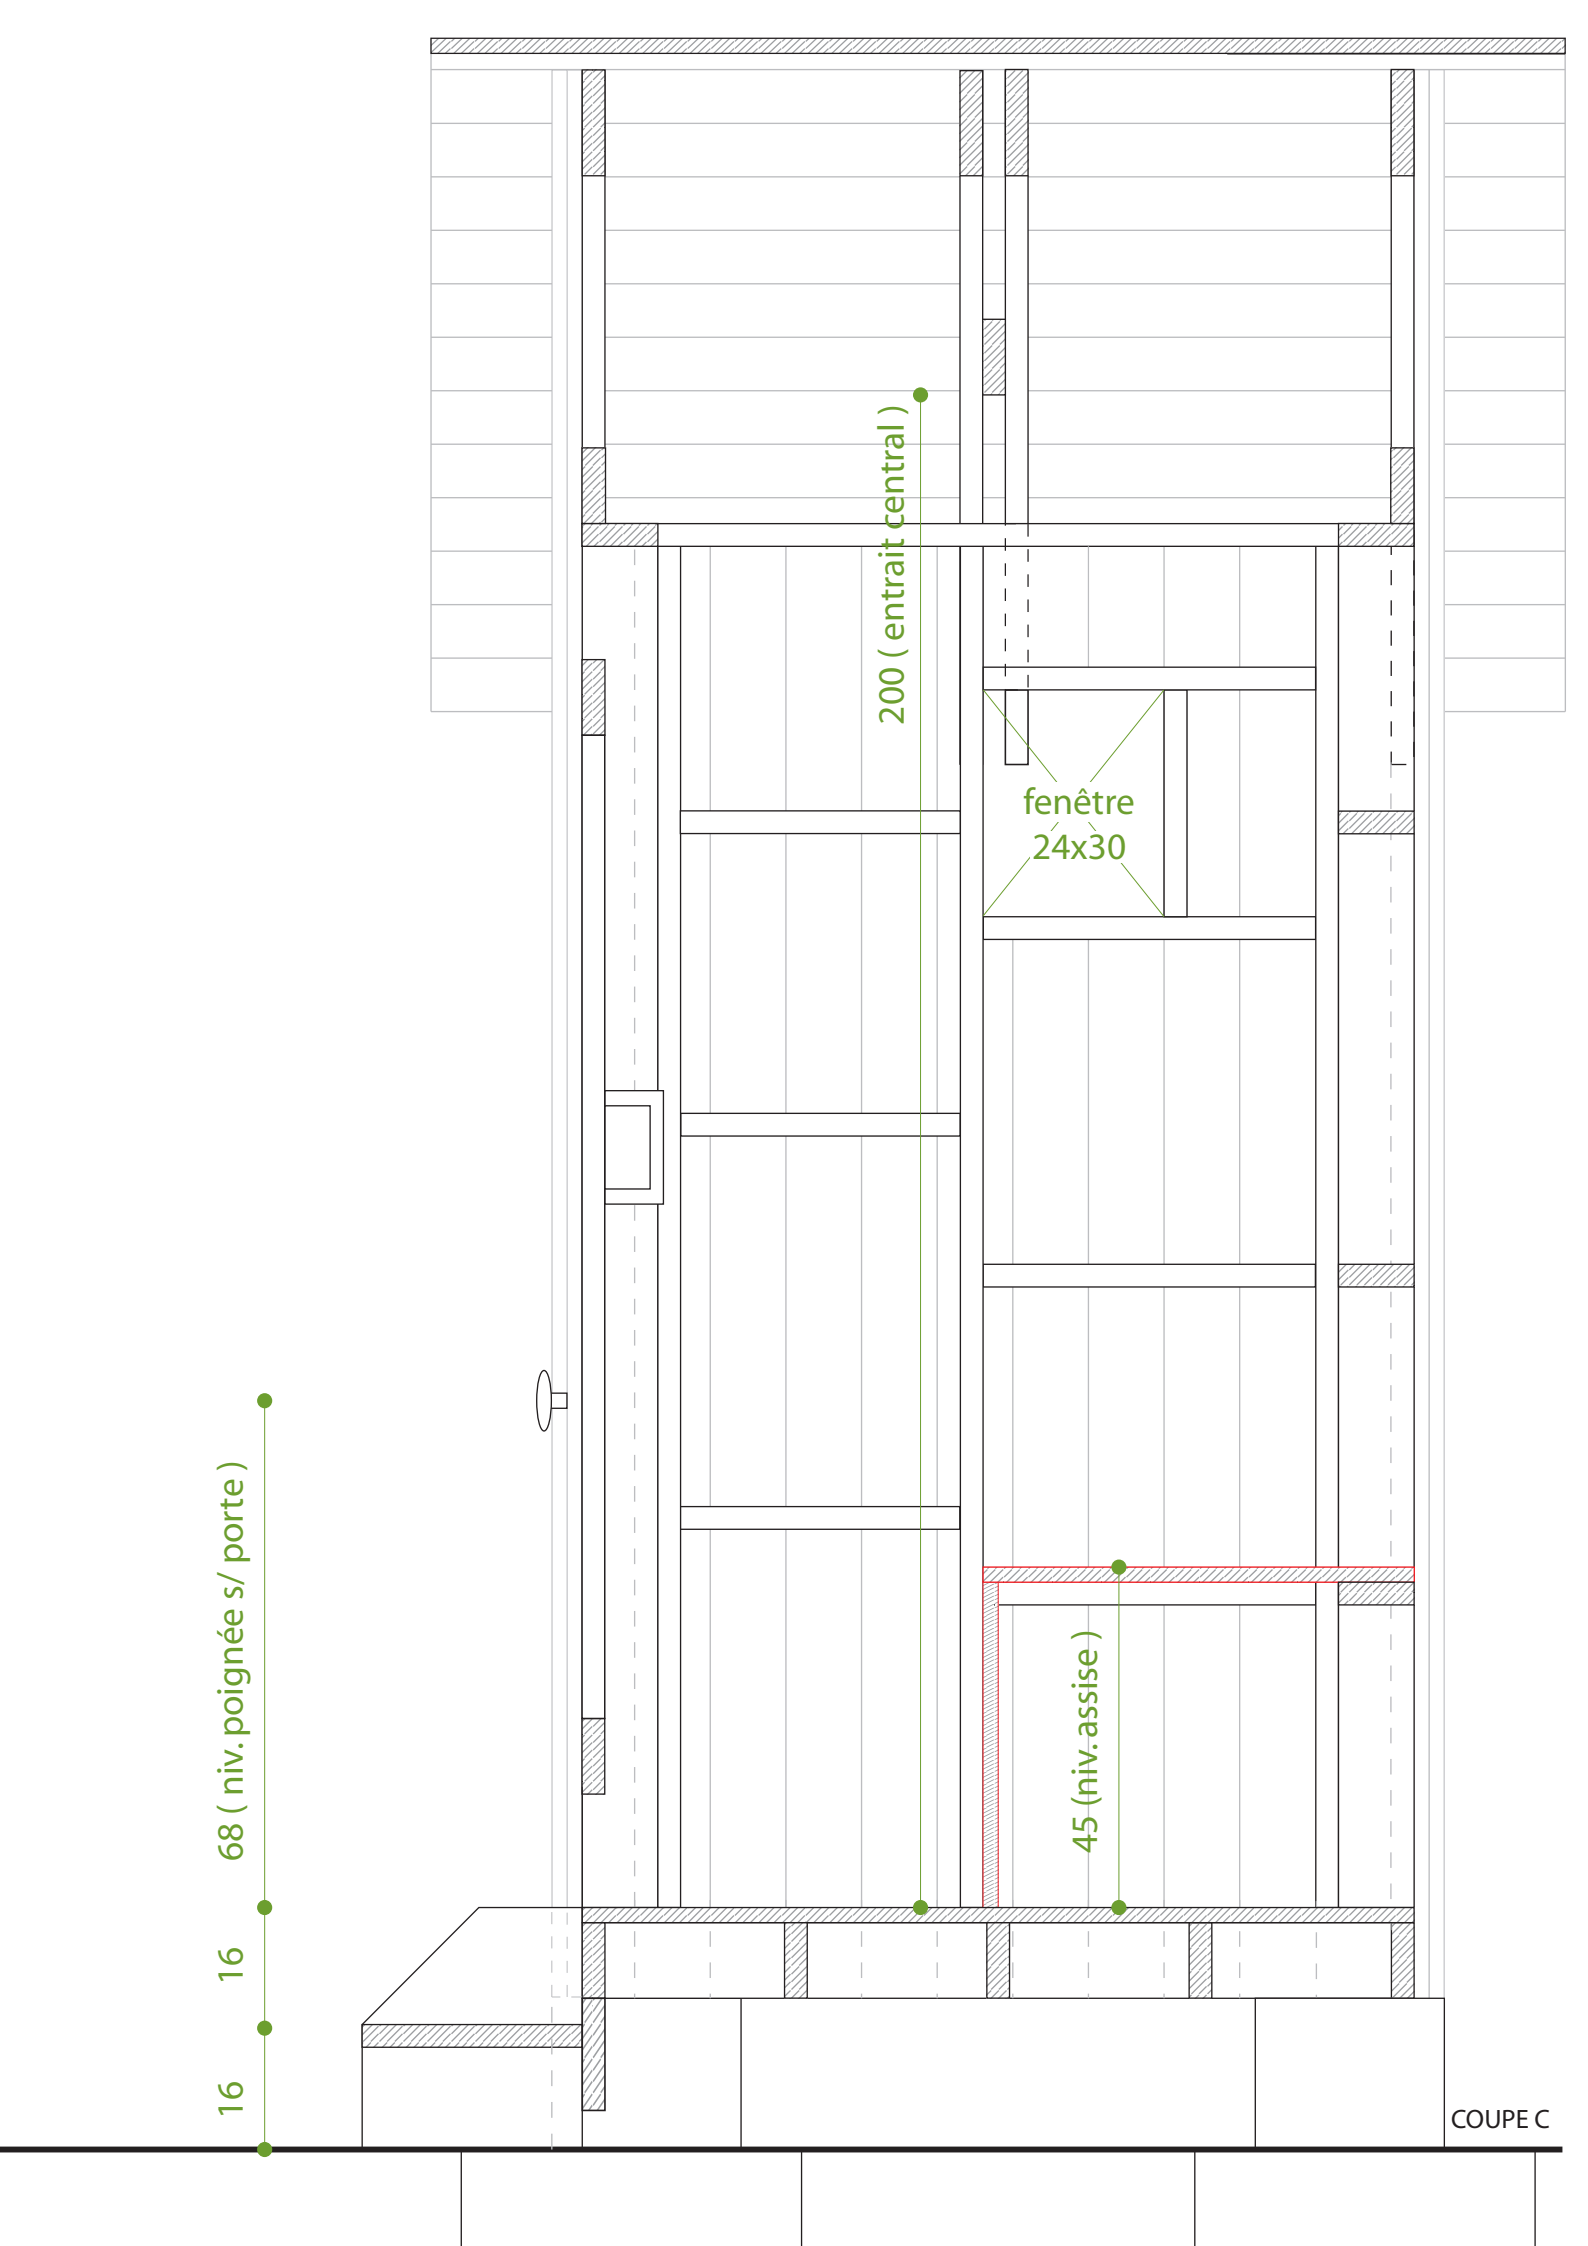 200 ( entrait central )
fenêtre
24x30
68 ( niv. poignée s/ porte )
45 (niv. assise )
16
16
COUPE C